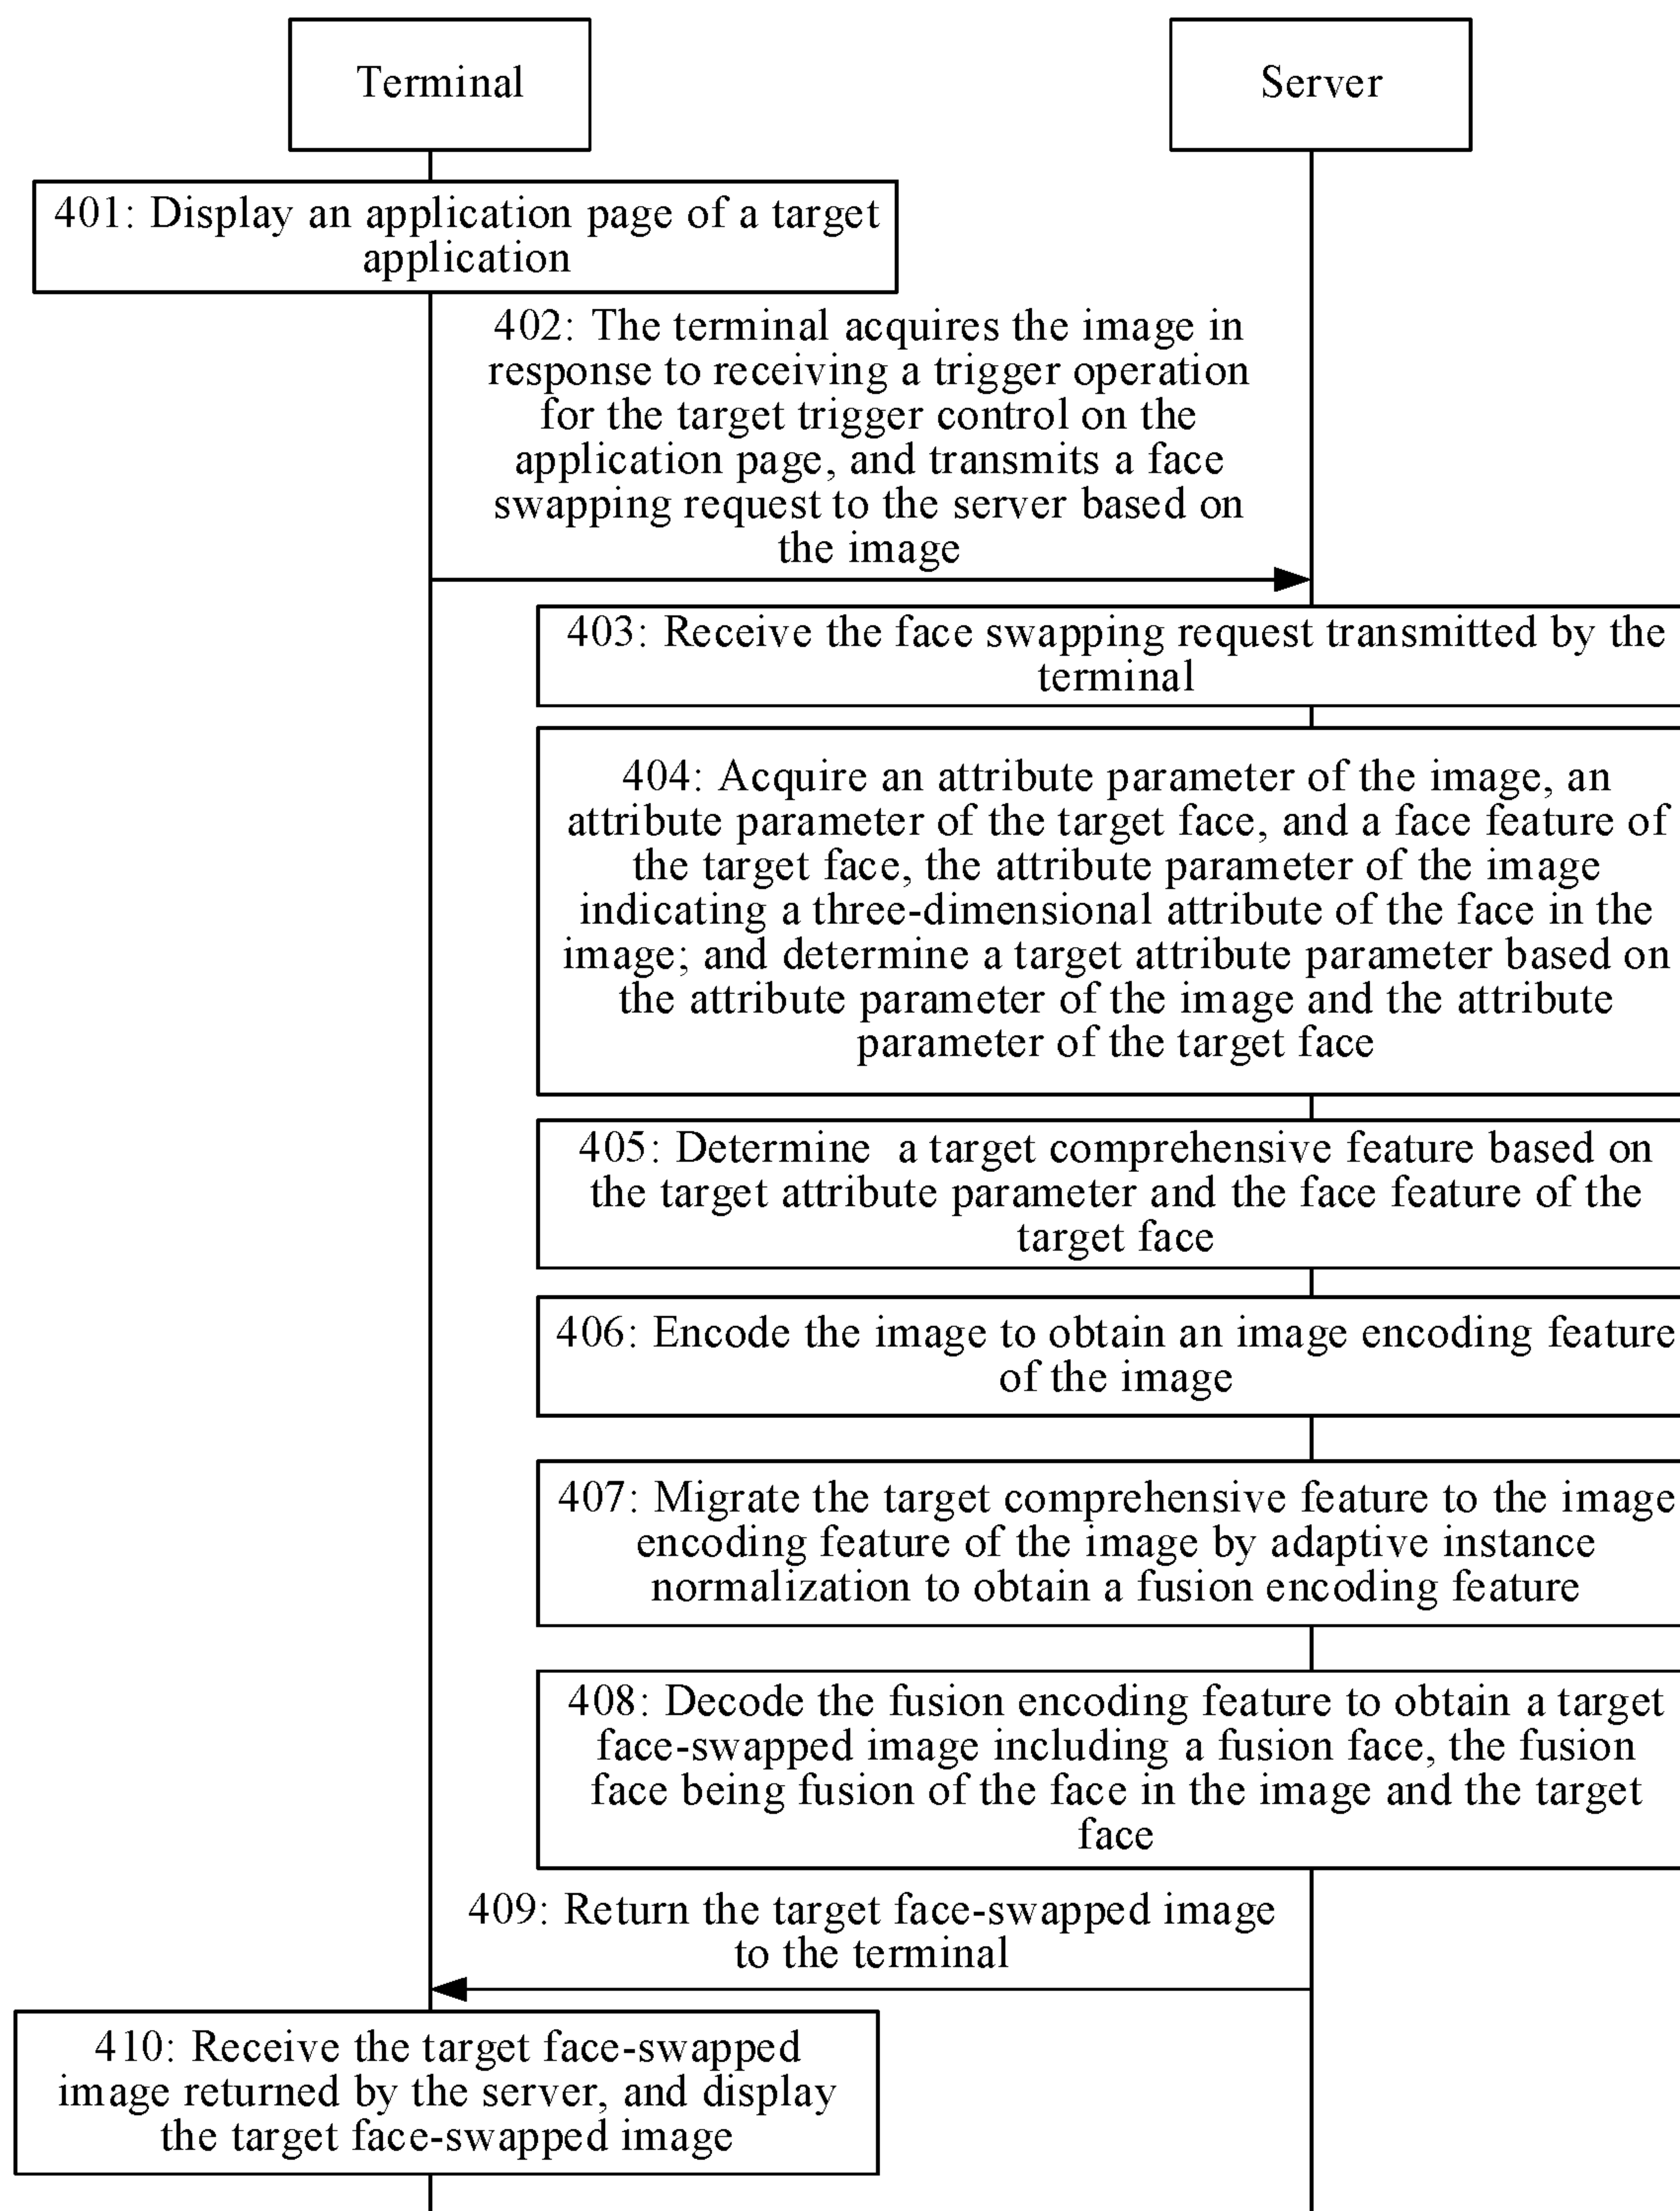 Terminal
Server
401: Display an application page of a target
application
402: The terminal acquires the image in
response to receiving a trigger operation
for the target trigger control on the
application page, and transmits a face
swapping request to the server based on
the image
403: Receive the face swapping request transmitted by the
terminal
404: Acquire an attribute parameter of the image, an
attribute parameter of the target face, and a face feature of
the target face, the attribute parameter of the image
indicating a three-dimensional attribute of the face in the
image; and determine a target attribute parameter based on
the attribute parameter of the image and the attribute
parameter of the target face
405: Determine a target comprehensive feature based on
the target attribute parameter and the face feature of the
target face
406: Encode the image to obtain an image encoding feature
of the image
407: Migrate the target comprehensive feature to the image
encoding feature of the image by adaptive instance
normalization to obtain a fusion encoding feature
408: Decode the fusion encoding feature to obtain a target
face-swapped image including a fusion face, the fusion
face being fusion of the face in the image and the target
face
409: Return the target face-swapped image
to the terminal
410: Receive the target face-swapped
image returned by the server, and display
the target face-swapped image